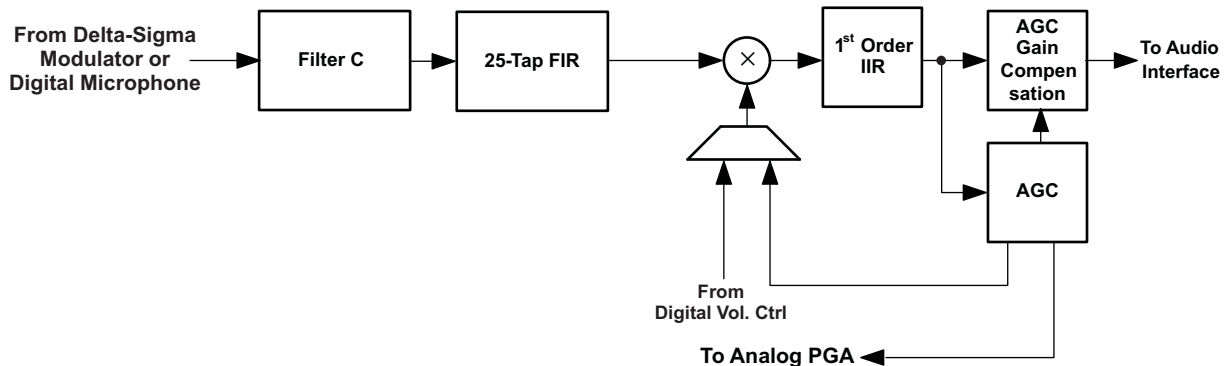 From Delta-Sigma
Modulator or
Digital Microphone
Filter C
25-Tap FIR
×
1st Order
IIR
AGC
Gain
Compen
sation
To Audio
Interface
AGC
From
Digital Vol. Ctrl
To Analog PGA